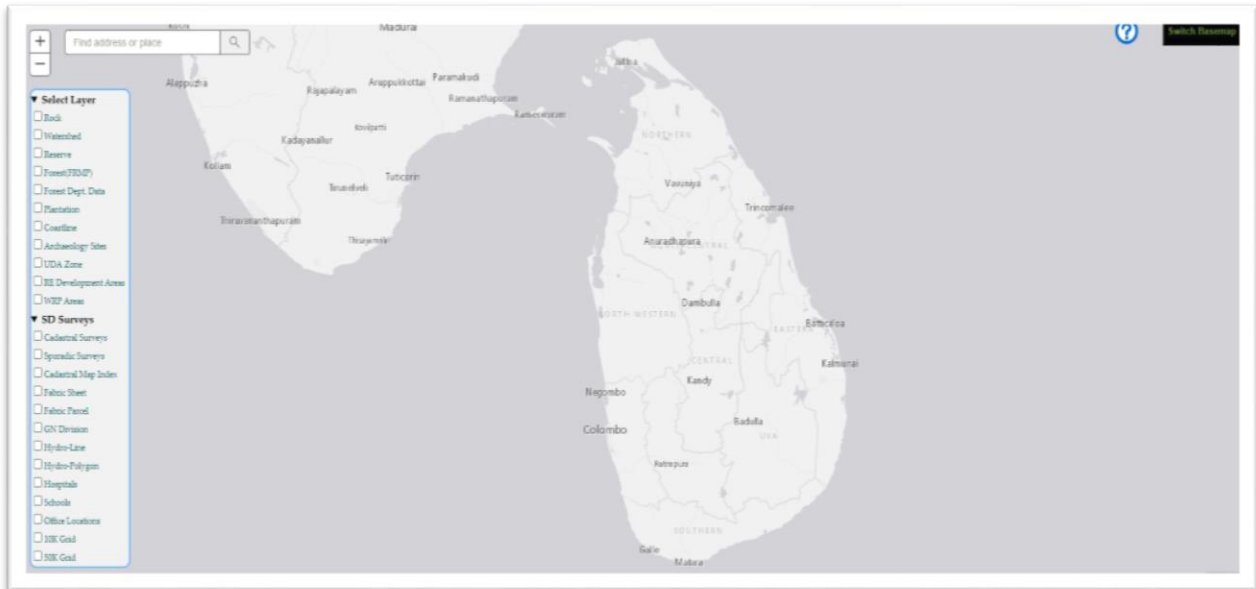 +
Find address or place
−
?
Switch Basemap
▼ Select Layer
Rock
Watershed
Reserve
Forest(FRMP)
Forest Dept. Data
Plantation
Coastline
Archaeology Sites
UDA Zone
RE Development Areas
WRP Areas
▼ SD Surveys
Cadastral Surveys
Sporadic Surveys
Cadastral Map Index
Fabric Sheet
Fabric Parcel
GN Division
Hydro-Line
Hydro-Polygon
Hospitals
Schools
Office Locations
10K Grid
50K Grid
Madurai
Alappuzha
Rajapalayam
Aruppukkottai
Paramakudi
Ramanathapuram
Rameswaram
Kovilpatti
Kadayanallur
Kollam
Tirunelveli
Tuticorin
Thiruvananthapuram
Jaffna
NORTHERN
Vavuniya
Trincomalee
Anuradhapura
CENTRAL
Dambulla
NORTH WESTERN
EASTERN
Batticaloa
CENTRAL
Kalmunai
Kandy
Negombo
Badulla
Colombo
UVA
Ratnapura
SOUTHERN
Galle
Matara